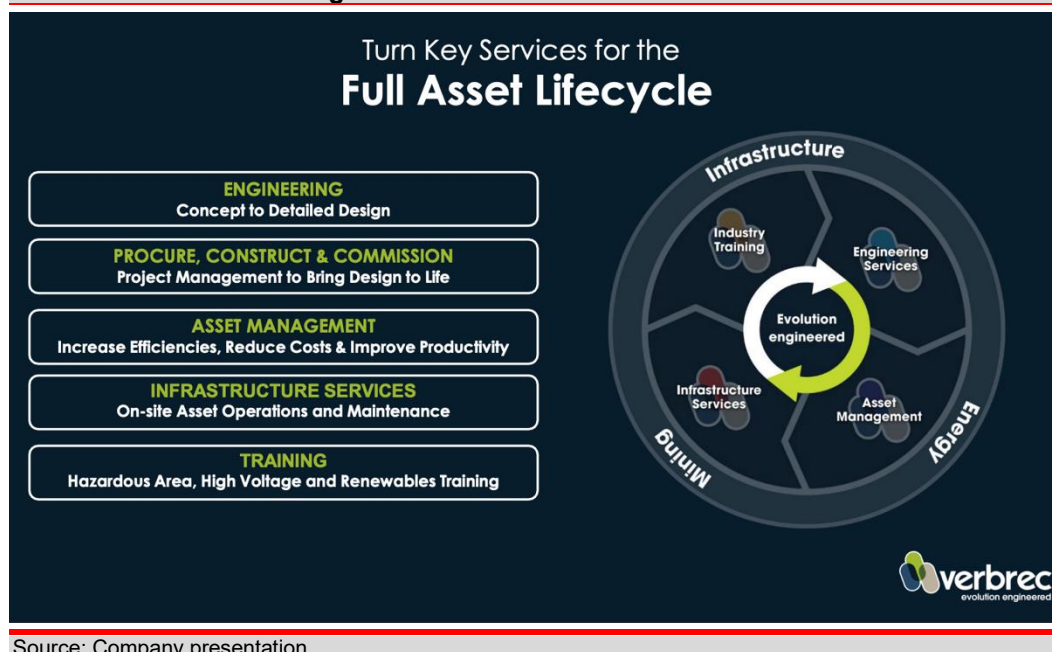 Turn Key Services for the
Full Asset Lifecycle
ENGINEERING
Concept to Detailed Design
PROCURE, CONSTRUCT & COMMISSION
Project Management to Bring Design to Life
ASSET MANAGEMENT
Increase Efficiencies, Reduce Costs & Improve Productivity
INFRASTRUCTURE SERVICES
On-site Asset Operations and Maintenance
TRAINING
Hazardous Area, High Voltage and Renewables Training
Infrastructure
Industry
Training
Engineering
Services
Evolution
engineered
Infrastructure
Services
Asset
Management
Mining
Energy
verbrec
evolution engineered
Source: Company presentation